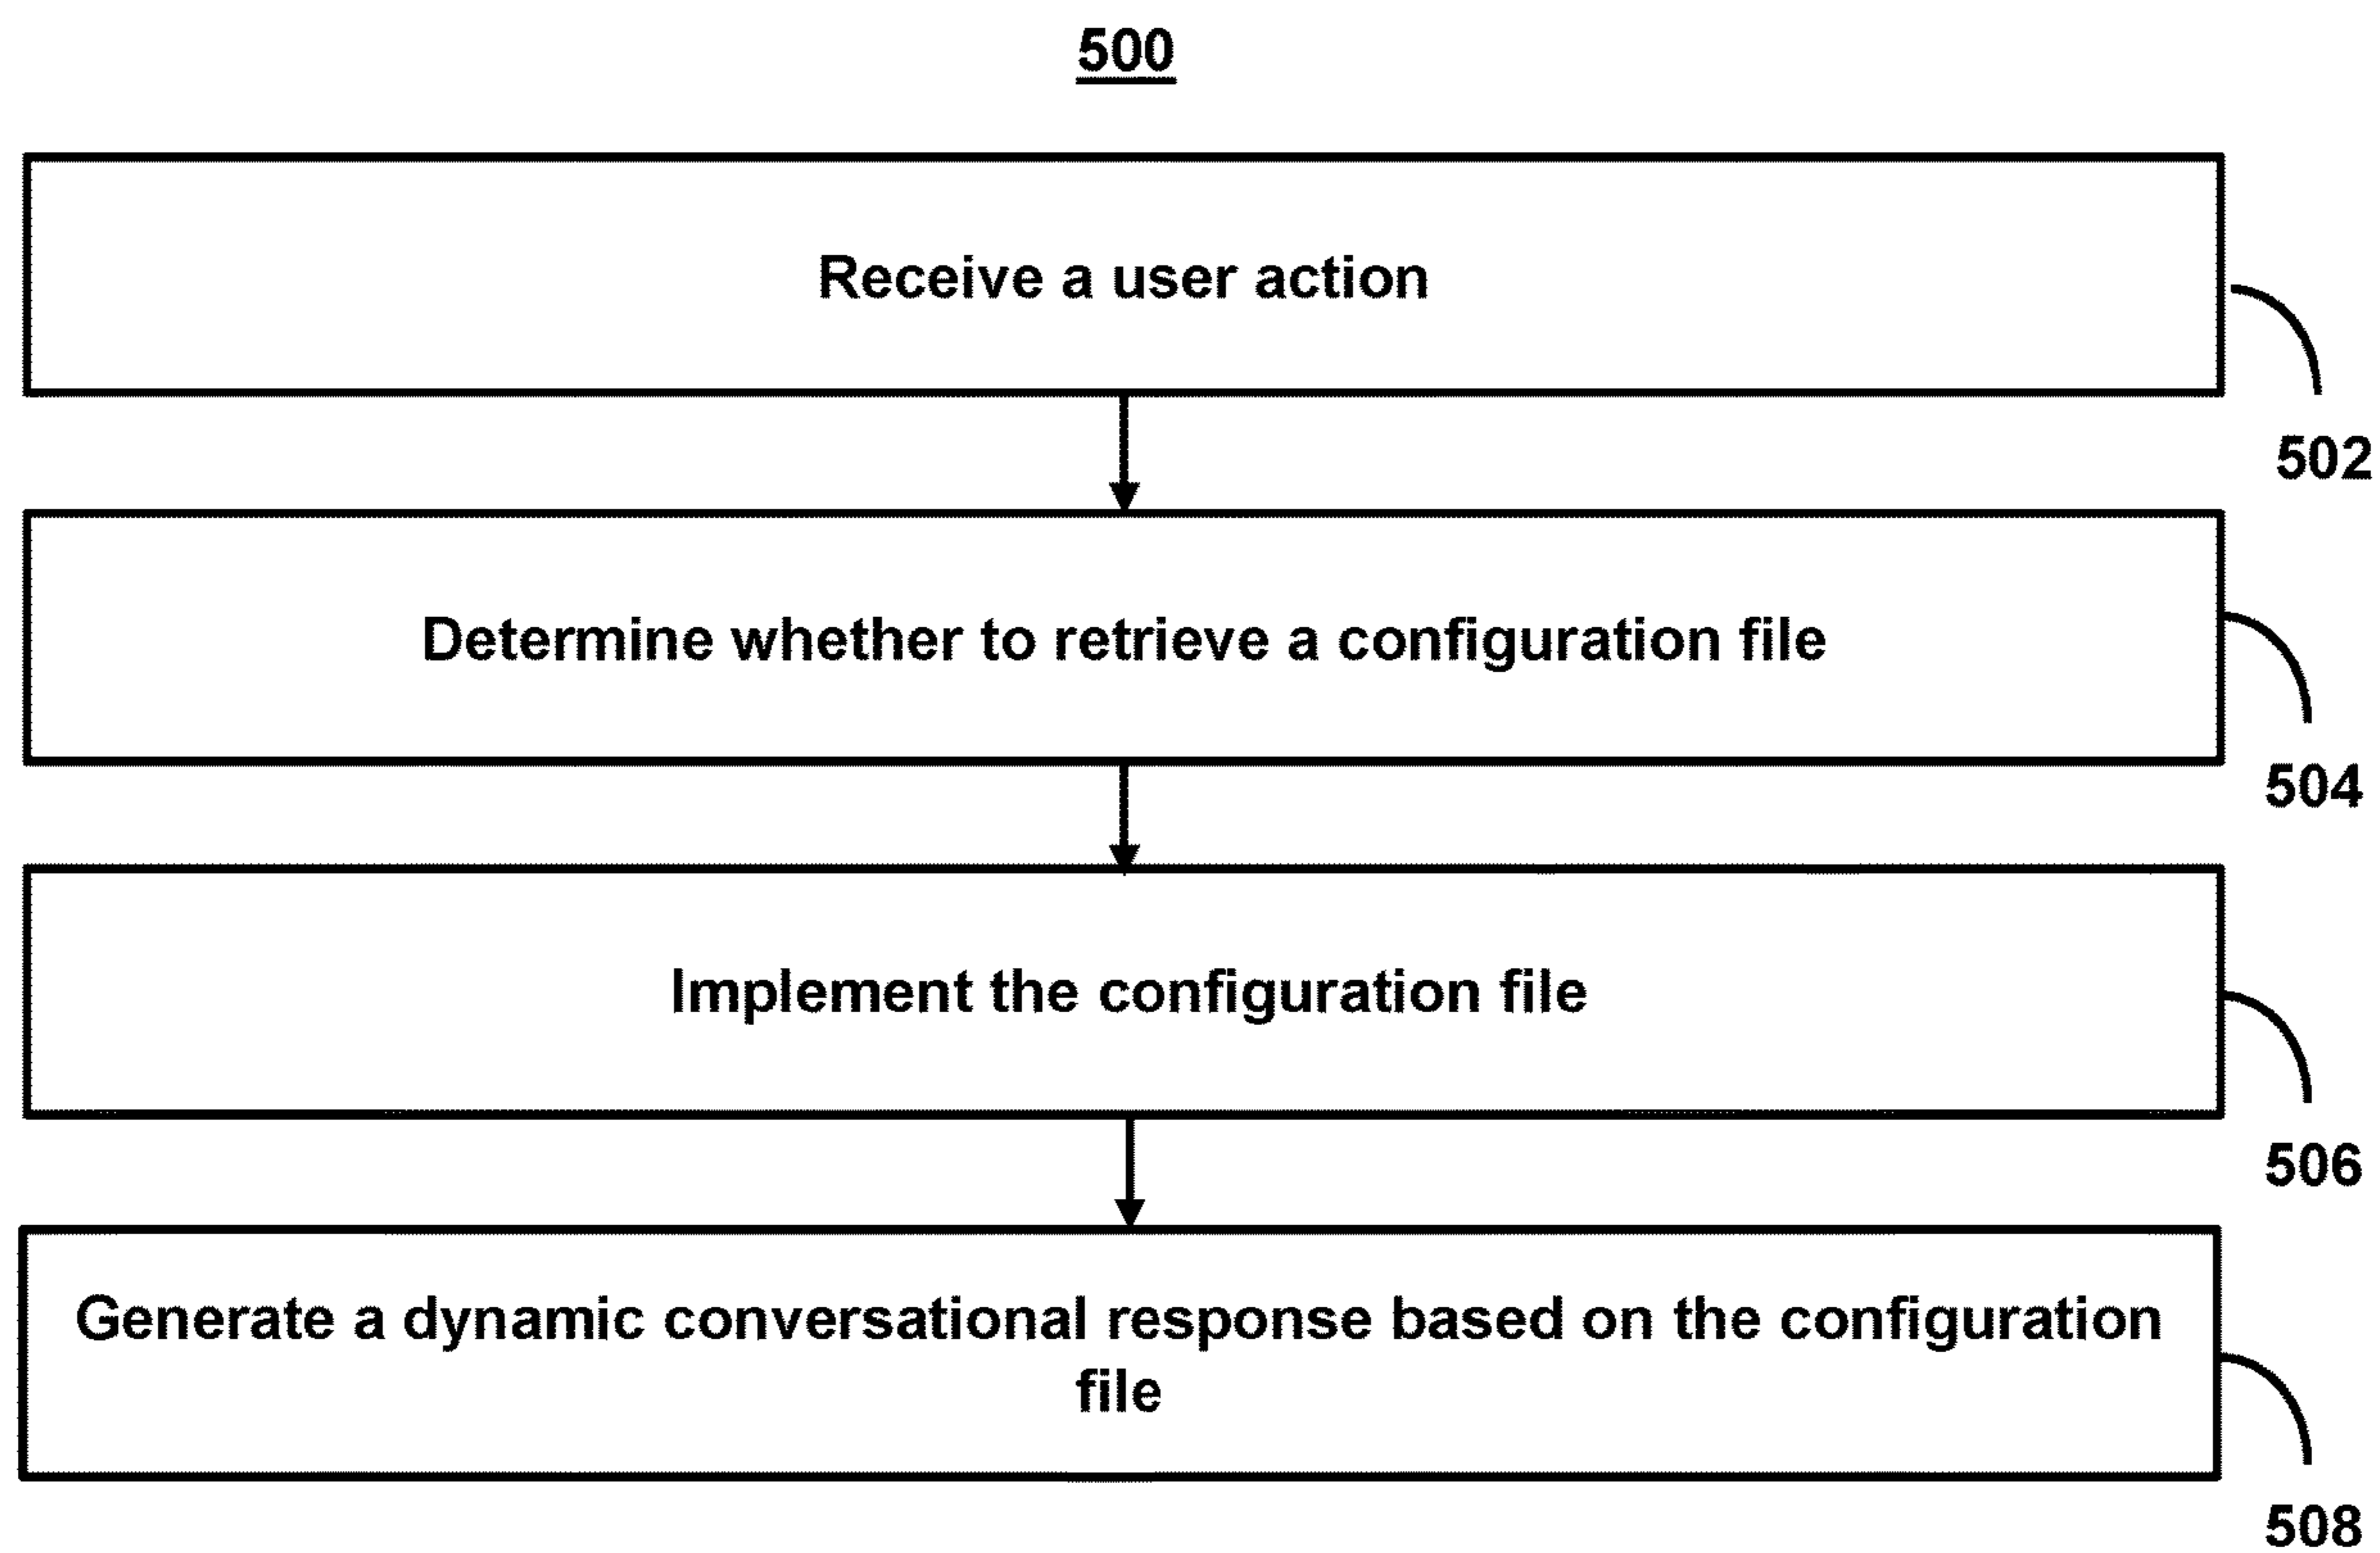 500
Receive a user action
502
Determine whether to retrieve a configuration file
504
Implement the configuration file
506
Generate a dynamic conversational response based on the configuration
file
508